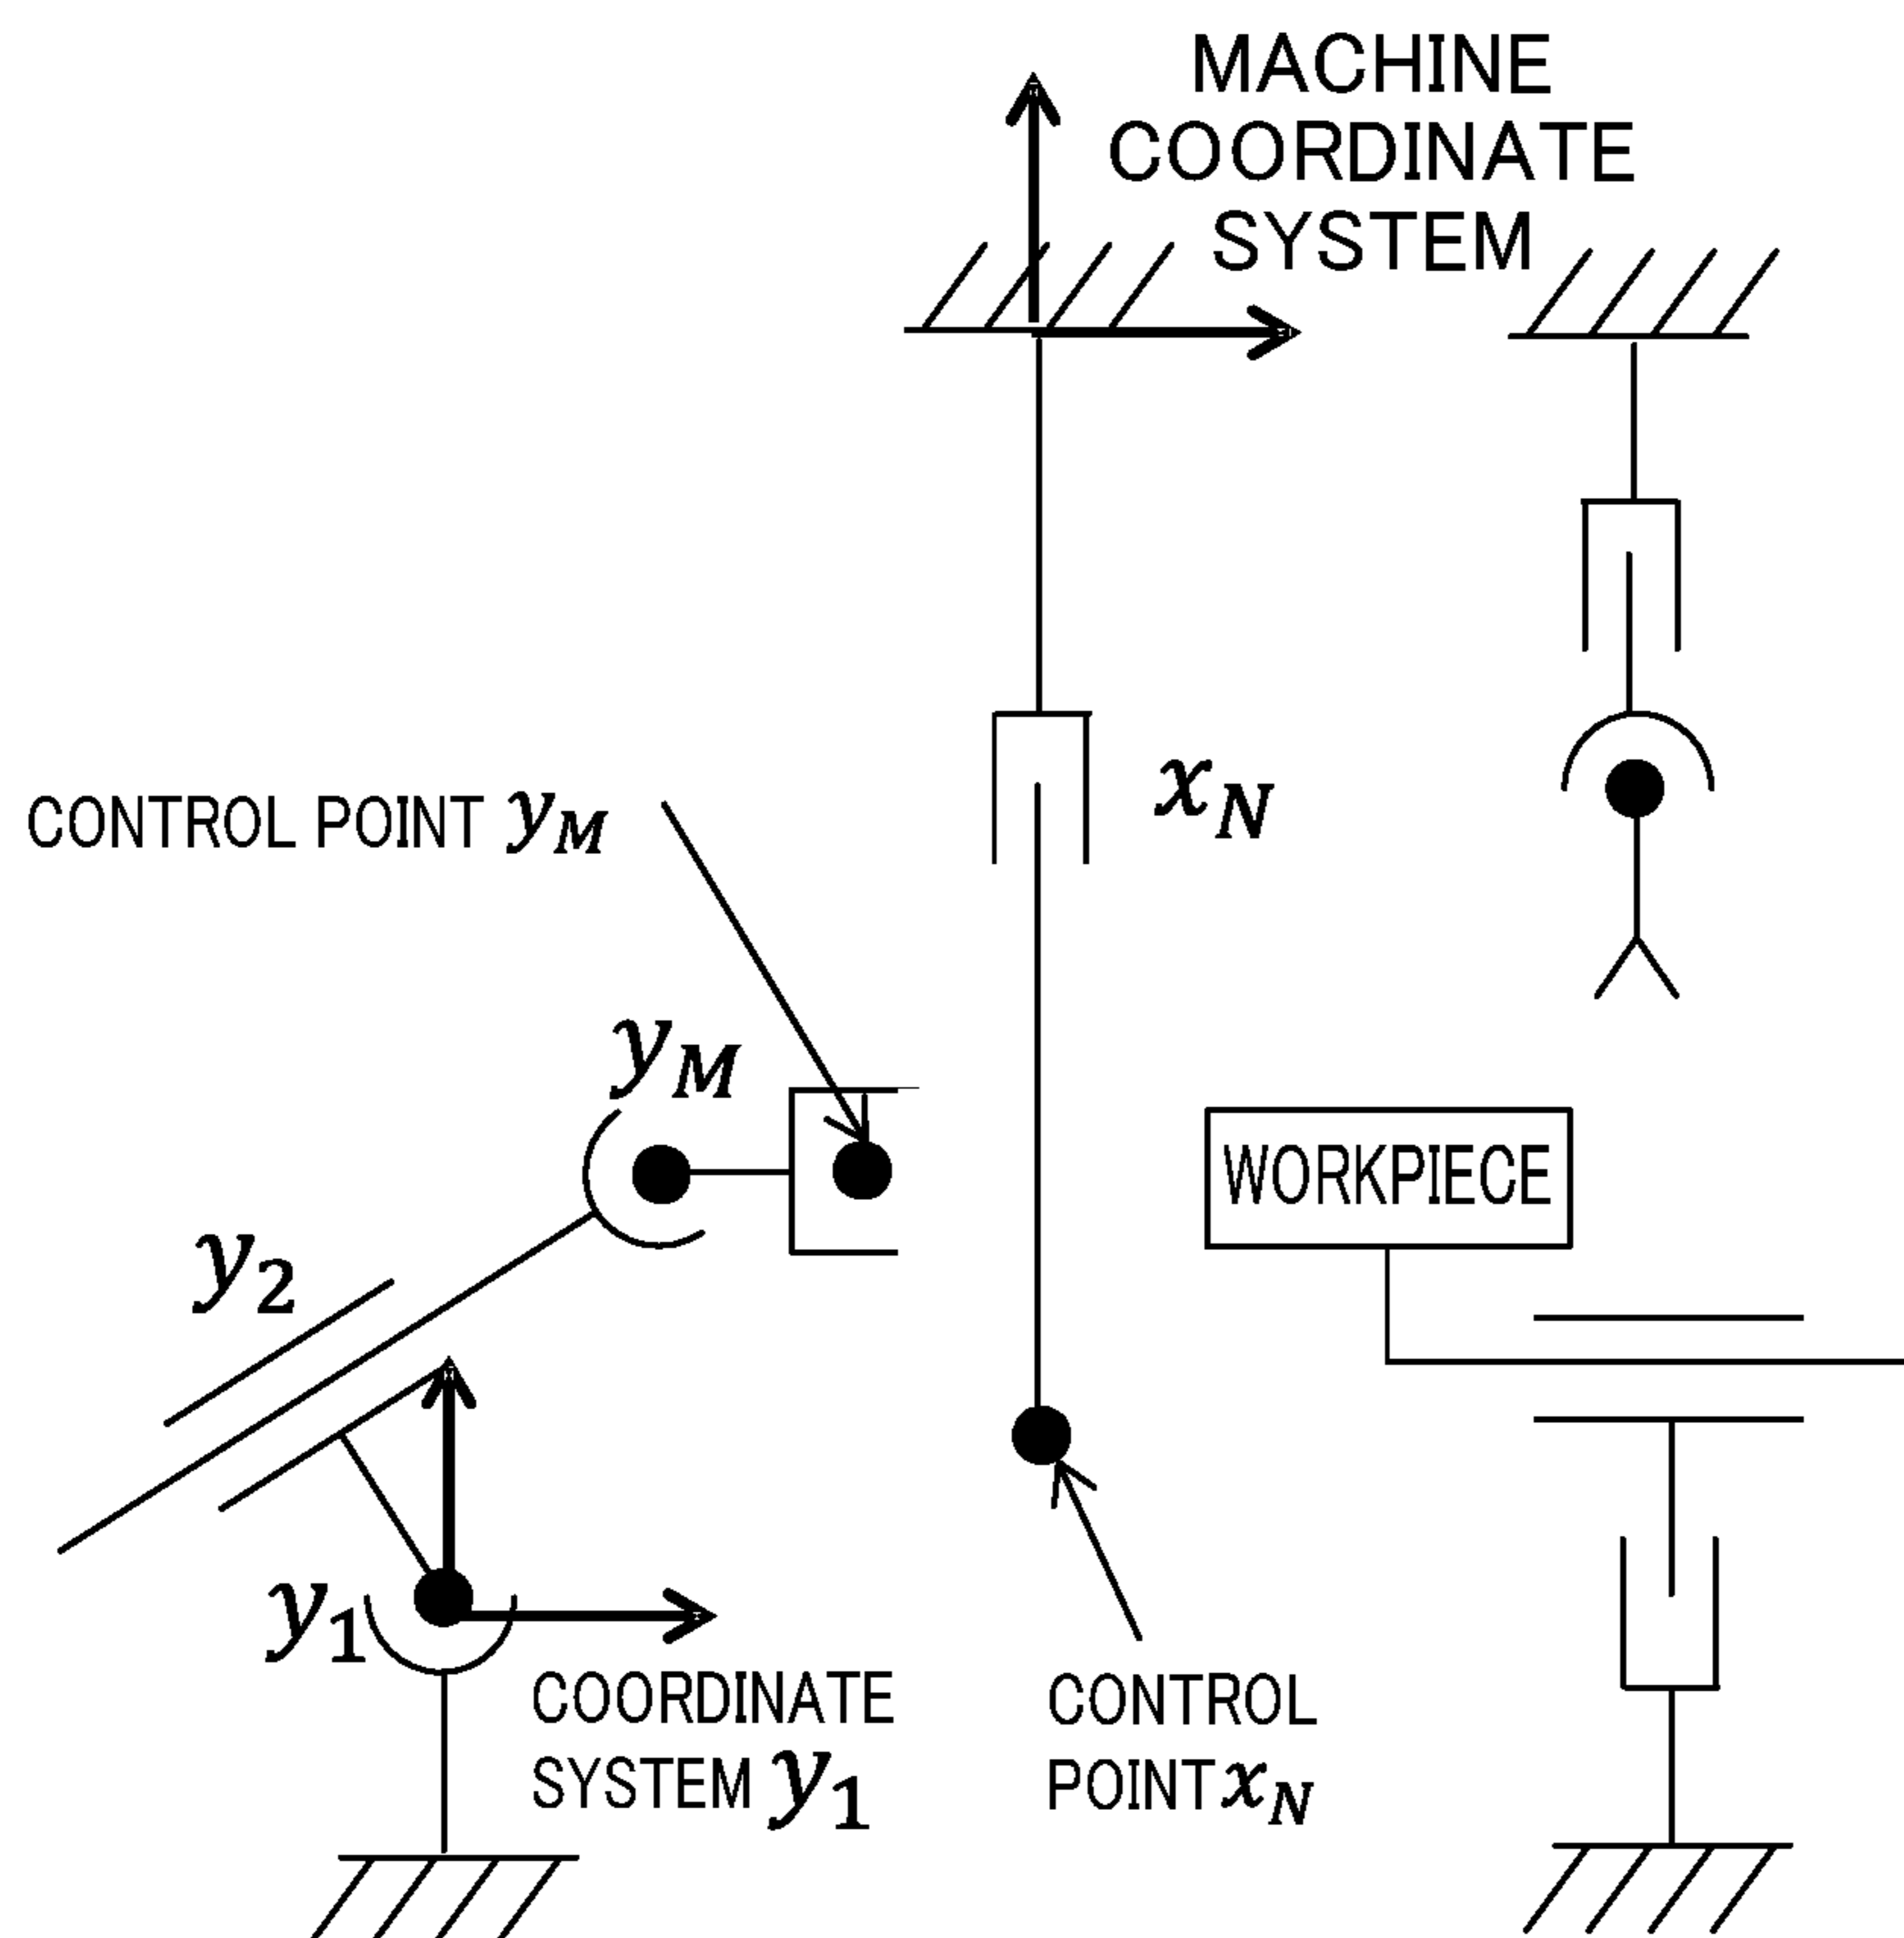 MACHINE
COORDINATE
SYSTEM
x_N
CONTROL POINT y_M
y_M
WORKPIECE
y_2
y_1
COORDINATE
SYSTEM y_1
CONTROL
POINT x_N